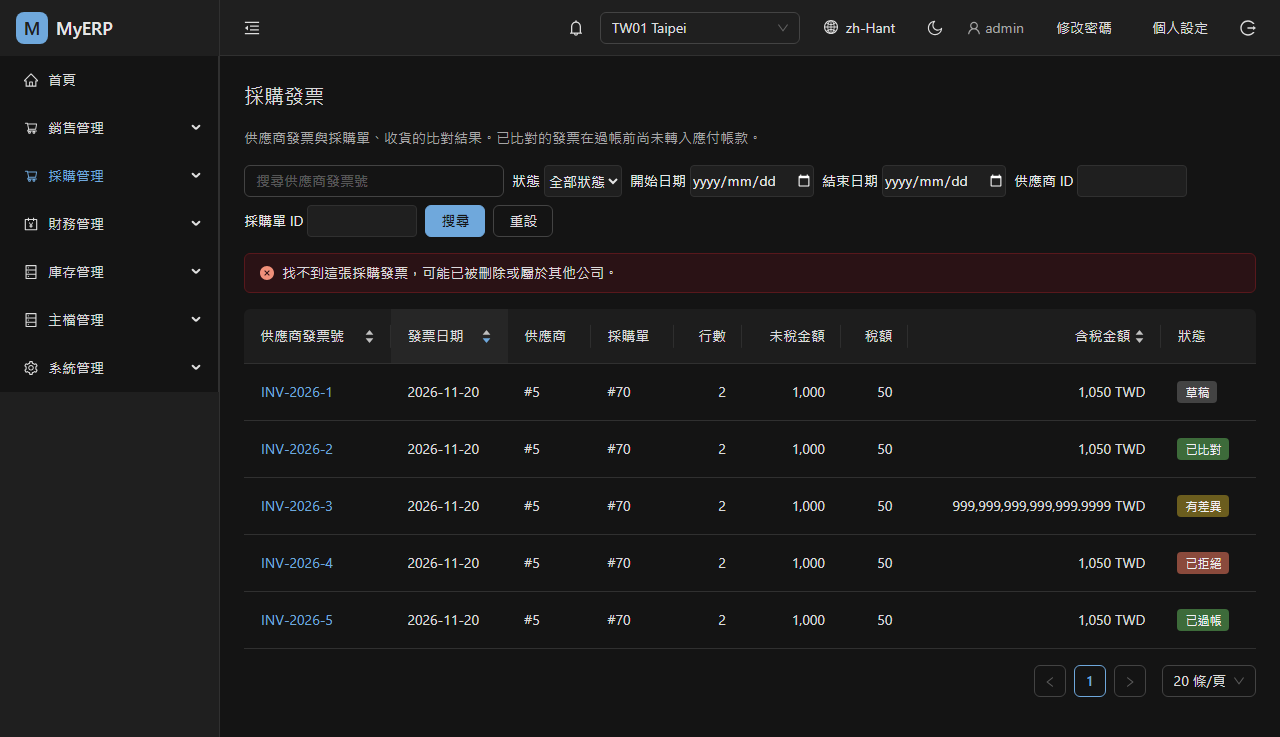 M MyERP
TW01 Taipei zh-Hant admin 修改密碼 個人設定
首頁
銷售管理
採購管理
財務管理
庫存管理
主檔管理
系統管理
採購發票
供應商發票與採購單、收貨的比對結果。已比對的發票在過帳前尚未轉入應付帳款。
搜尋供應商發票號 狀態 全部狀態 開始日期 yyyy/mm/dd 結束日期 yyyy/mm/dd 供應商 ID
採購單 ID 搜尋 重設
找不到這張採購發票，可能已被刪除或屬於其他公司。
供應商發票號 發票日期 供應商 採購單 行數 未稅金額 稅額 含稅金額 狀態
INV-2026-1 2026-11-20 #5 #70 2 1,000 50 1,050 TWD 草稿
INV-2026-2 2026-11-20 #5 #70 2 1,000 50 1,050 TWD 已比對
INV-2026-3 2026-11-20 #5 #70 2 1,000 50 999,999,999,999,999.9999 TWD 有差異
INV-2026-4 2026-11-20 #5 #70 2 1,000 50 1,050 TWD 已拒絕
INV-2026-5 2026-11-20 #5 #70 2 1,000 50 1,050 TWD 已過帳
< 1 > 20 條/頁